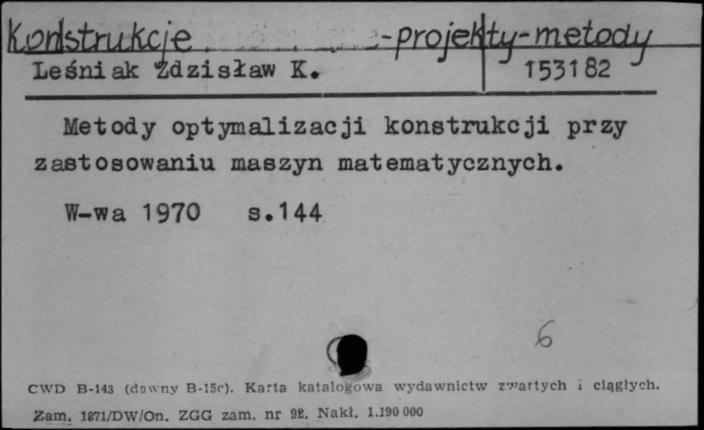 Konstrukcje -projekty-metody
Leśniak Zdzisław K. 153182
Metody optymalizacji konstrukcji przy
zastosowaniu maszyn matematycznych.
W-wa 1970 s.144
6
CWD B-143 (dawny B-15c). Karta katalogowa wydawnictw zwartych i ciągłych.
Zam. 1871/DW/On. ZGG zam. nr 92. Nakł. 1.190 000